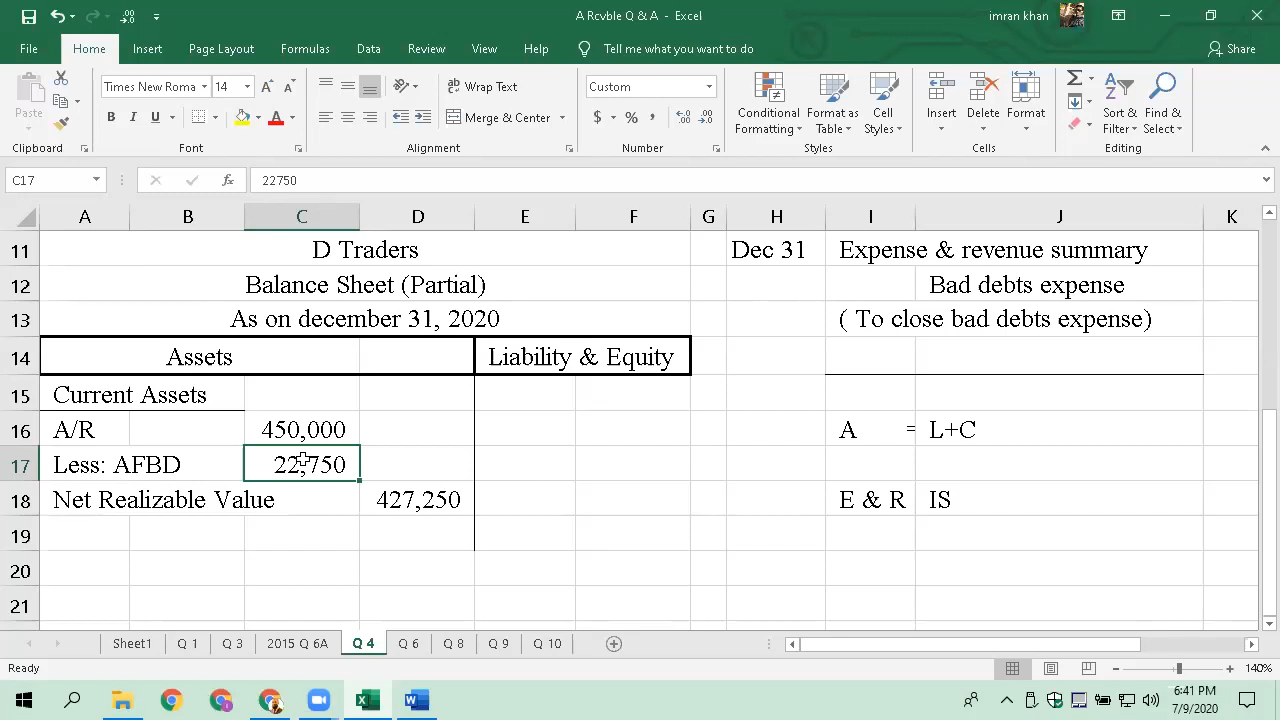 A Rcvble Q & A - Excel
imran khan
File Home Insert Page Layout Formulas Data Review View Help Tell me what you want to do Share
Paste
Times New Roma 14
Wrap Text
Custom
Merge & Center
B I U
$ % ,
Conditional Formatting
Format as Table
Cell Styles
Insert Delete Format
Sort & Filter
Find & Select
Clipboard Font Alignment Number Styles Cells Editing
C17 fx 22750
A B C D E F G H I J K
11 D Traders Dec 31 Expense & revenue summary
12 Balance Sheet (Partial) Bad debts expense
13 As on december 31, 2020 ( To close bad debts expense)
14 Assets Liability & Equity
15 Current Assets
16 A/R 450,000 A = L+C
17 Less: AFBD 22,750
18 Net Realizable Value 427,250 E & R IS
19
20
21
Sheet1 Q 1 Q 3 2015 Q 6A Q 4 Q 6 Q 8 Q 9 Q 10
Ready 140%
6:41 PM
7/9/2020